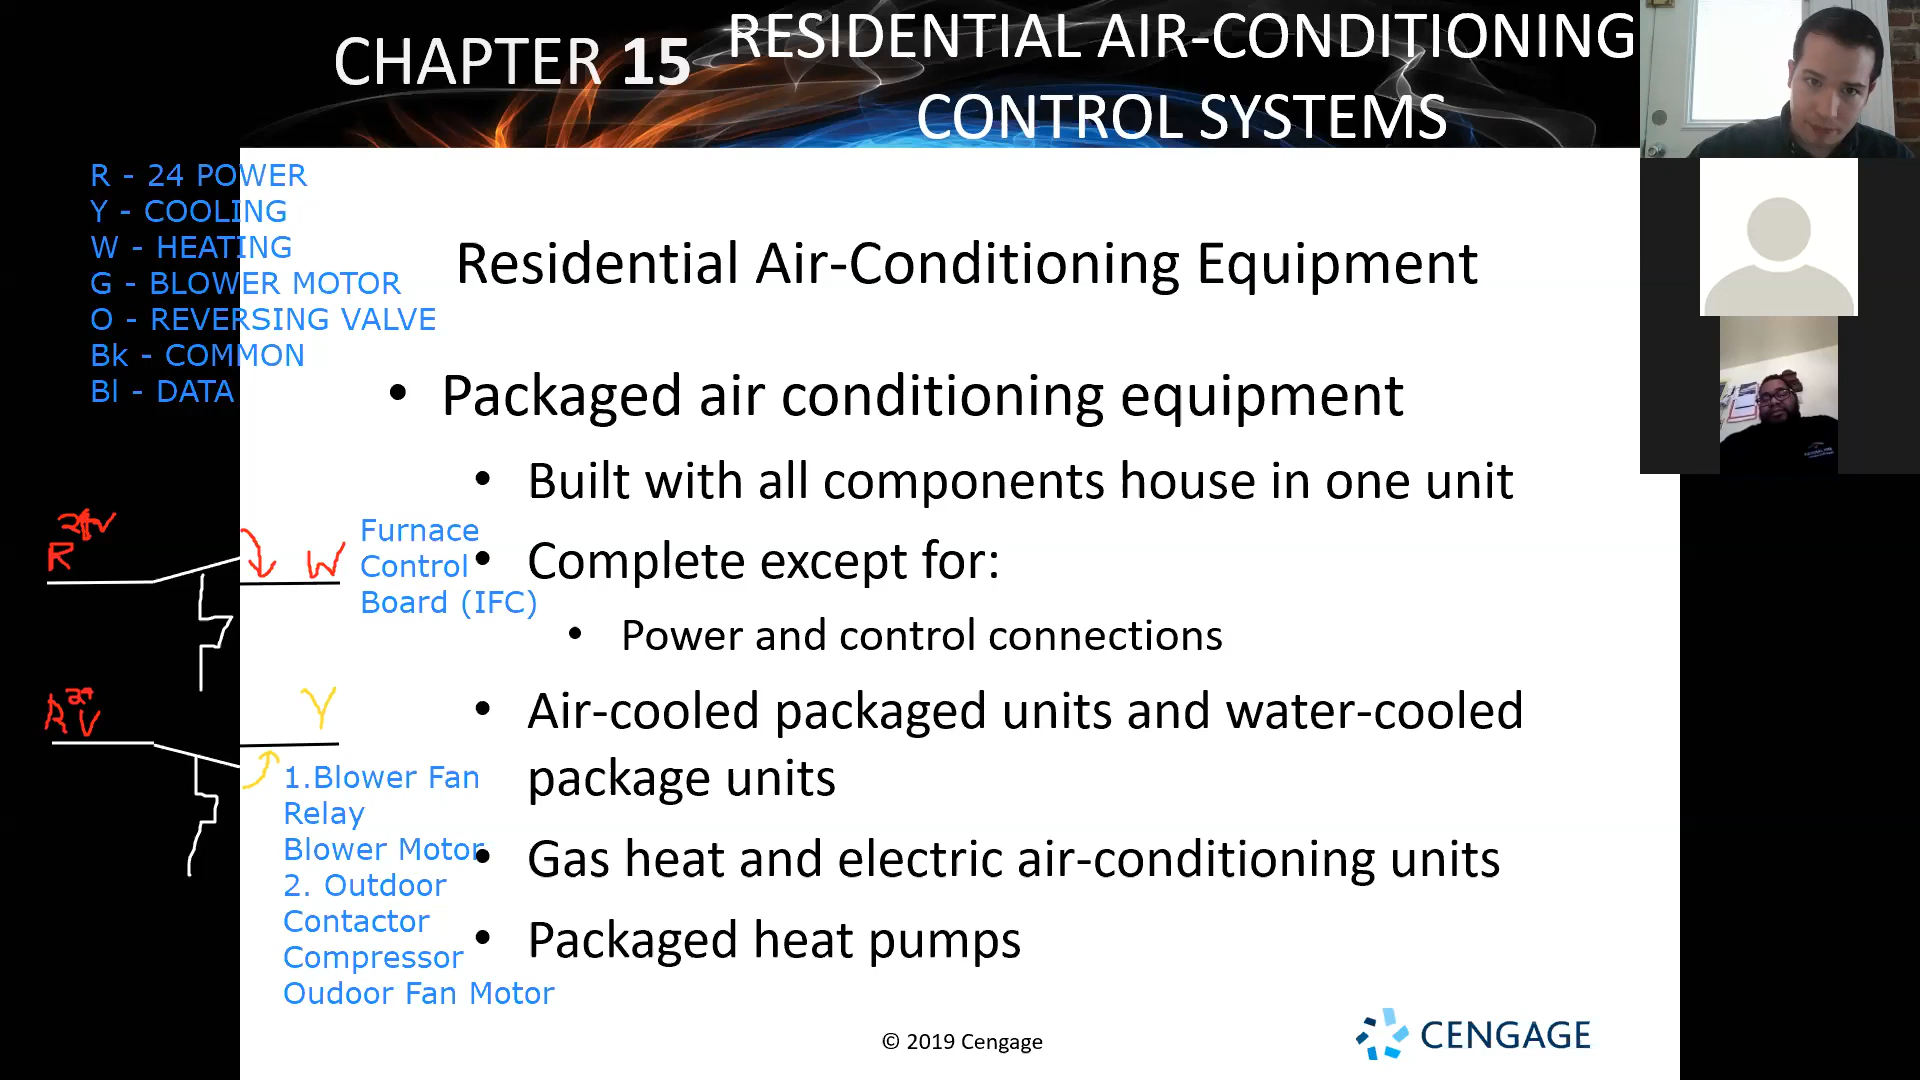 CHAPTER 15
RESIDENTIAL AIR-CONDITIONING
CONTROL SYSTEMS
R - 24 POWER
Y - COOLING
W - HEATING
G - BLOWER MOTOR
O - REVERSING VALVE
Bk - COMMON
Bl - DATA
Residential Air-Conditioning Equipment
• Packaged air conditioning equipment
• Built with all components house in one unit
• Complete except for:
• Power and control connections
• Air-cooled packaged units and water-cooled
package units
• Gas heat and electric air-conditioning units
• Packaged heat pumps
24V
R
W
Furnace
Control
Board (IFC)
R 24
V
Y
1.Blower Fan
Relay
Blower Motor
2. Outdoor
Contactor
Compressor
Oudoor Fan Motor
© 2019 Cengage
CENGAGE